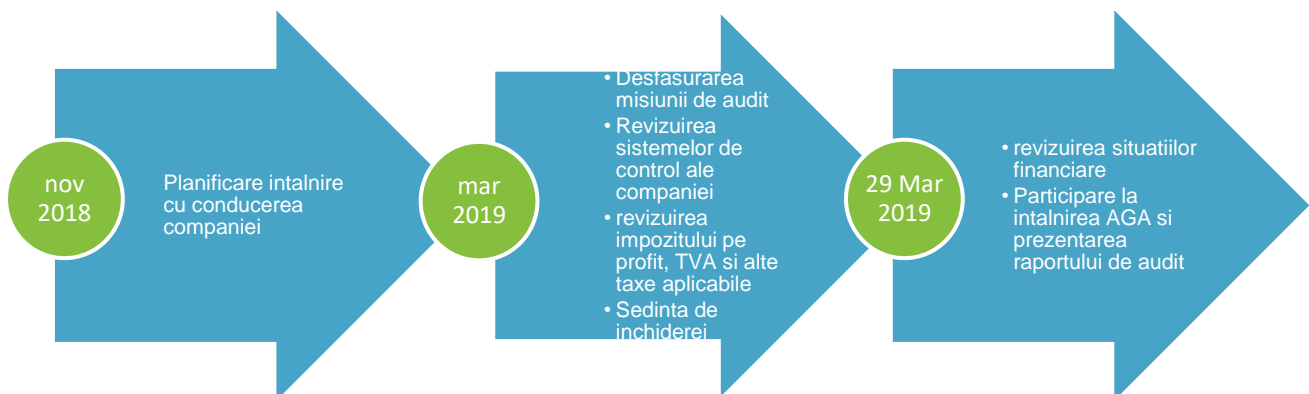 nov
2018
Planificare intalnire
cu conducerea
companiei
mar
2019
• Desfasurarea
misiunii de audit
• Revizuirea
sistemelor de
control ale
companiei
• revizuirea
impozitului pe
profit, TVA si alte
taxe aplicabile
• Sedinta de
inchiderei
29 Mar
2019
• revizuirea situatiilor
financiare
• Participare la
intalnirea AGA si
prezentarea
raportului de audit